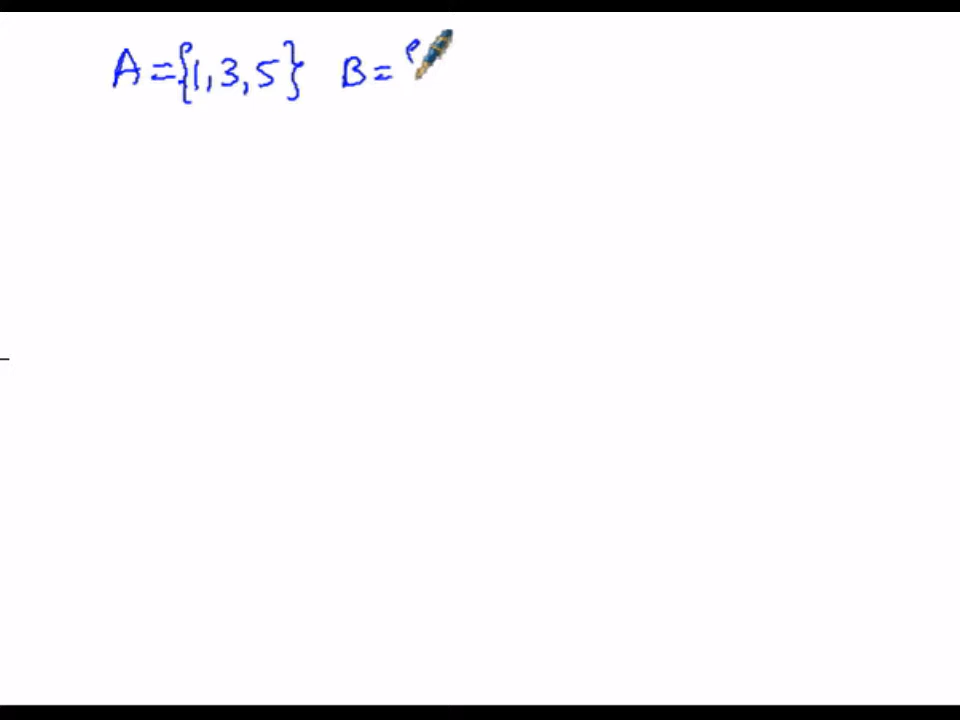 A = {1, 3, 5} B = {